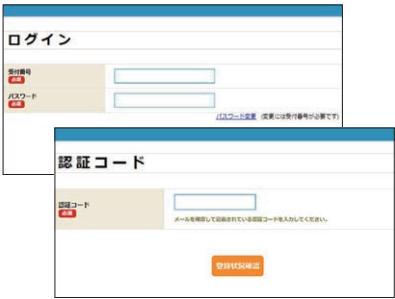 ログイン
受付番号
必須
パスワード
必須
パスワード変更 (変更には受付番号が必要です)
認証コード
認証コード
必須
メールを確認して記載されている認証コードを入力してください。
登録状況確認